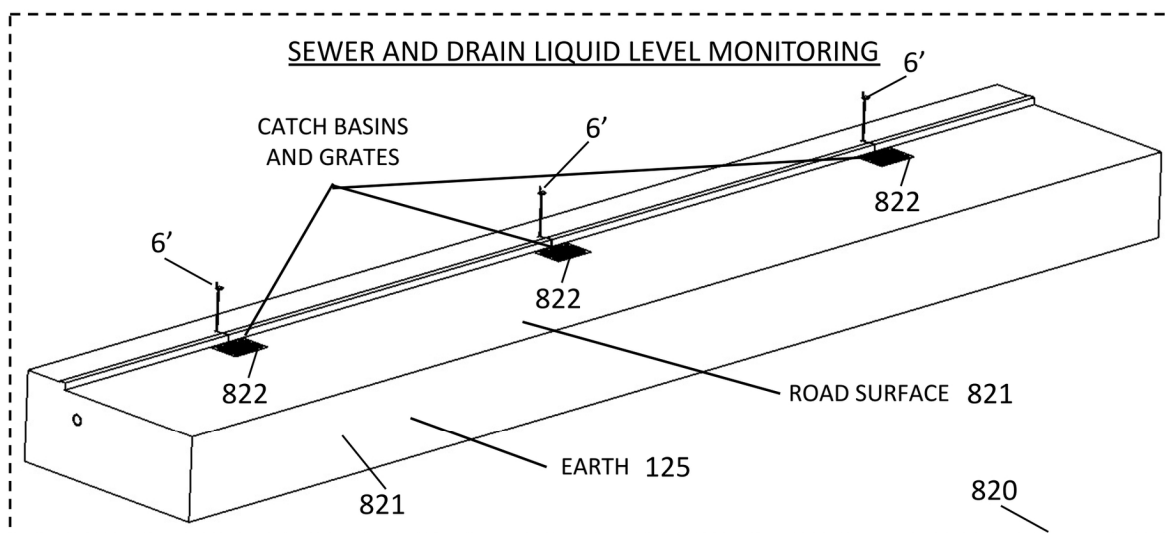 SEWER AND DRAIN LIQUID LEVEL MONITORING
6’
CATCH BASINS
AND GRATES
6’
822
6’
822
822
ROAD SURFACE 821
EARTH 125
821
820